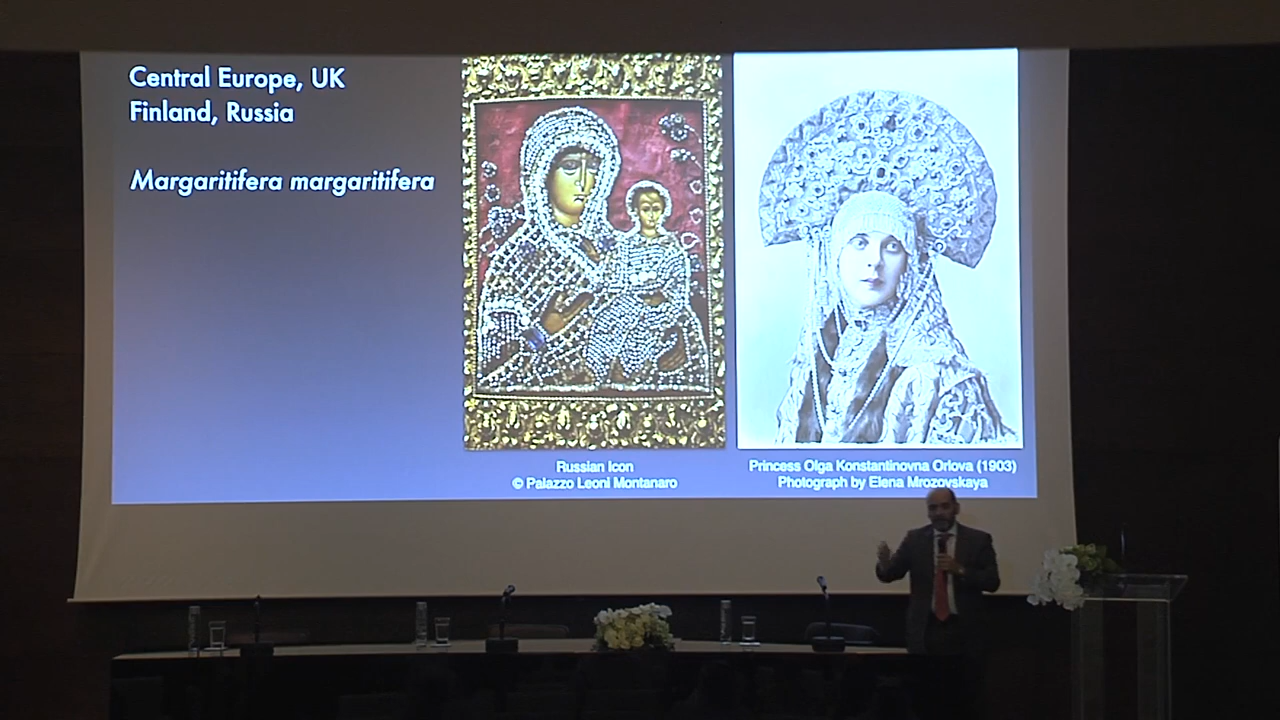 Central Europe, UK
Finland, Russia
Margaritifera margaritifera
Russian Icon
© Palazzo Leoni Montanaro
Princess Olga Konstantinovna Orlova (1903)
Photograph by Elena Mrozovskaya